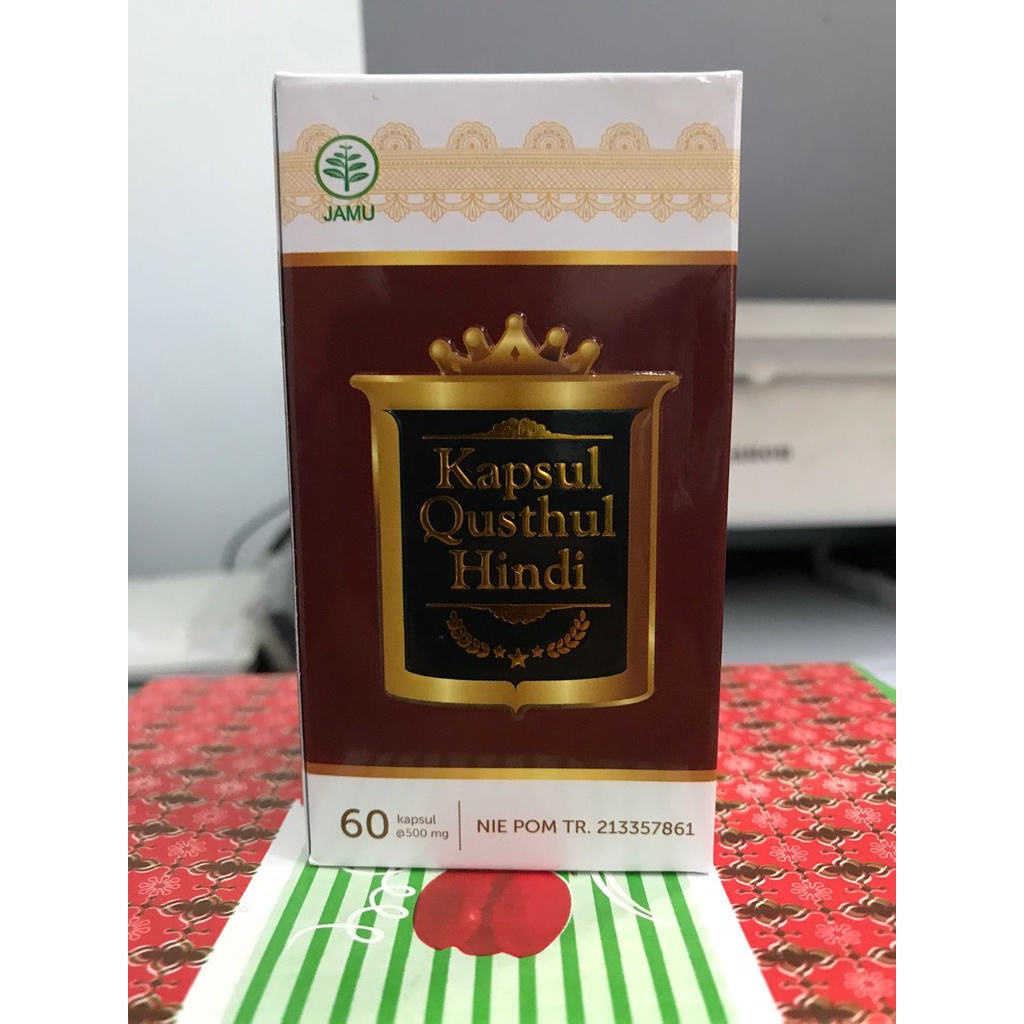 JAMU
Kapsul
Qusthul
Hindi
60 kapsul
@500 mg
NIE POM TR. 213357861